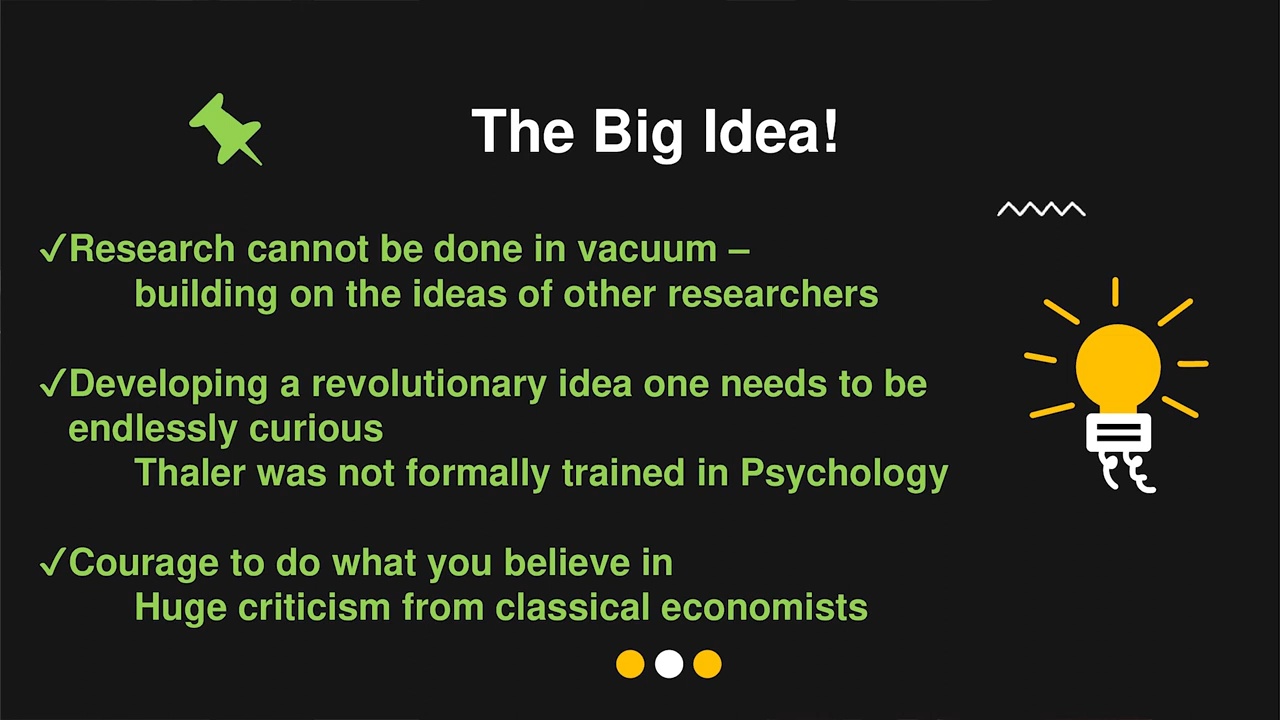 The Big Idea!
✓Research cannot be done in vacuum –
building on the ideas of other researchers
✓Developing a revolutionary idea one needs to be
endlessly curious
Thaler was not formally trained in Psychology
✓Courage to do what you believe in
Huge criticism from classical economists